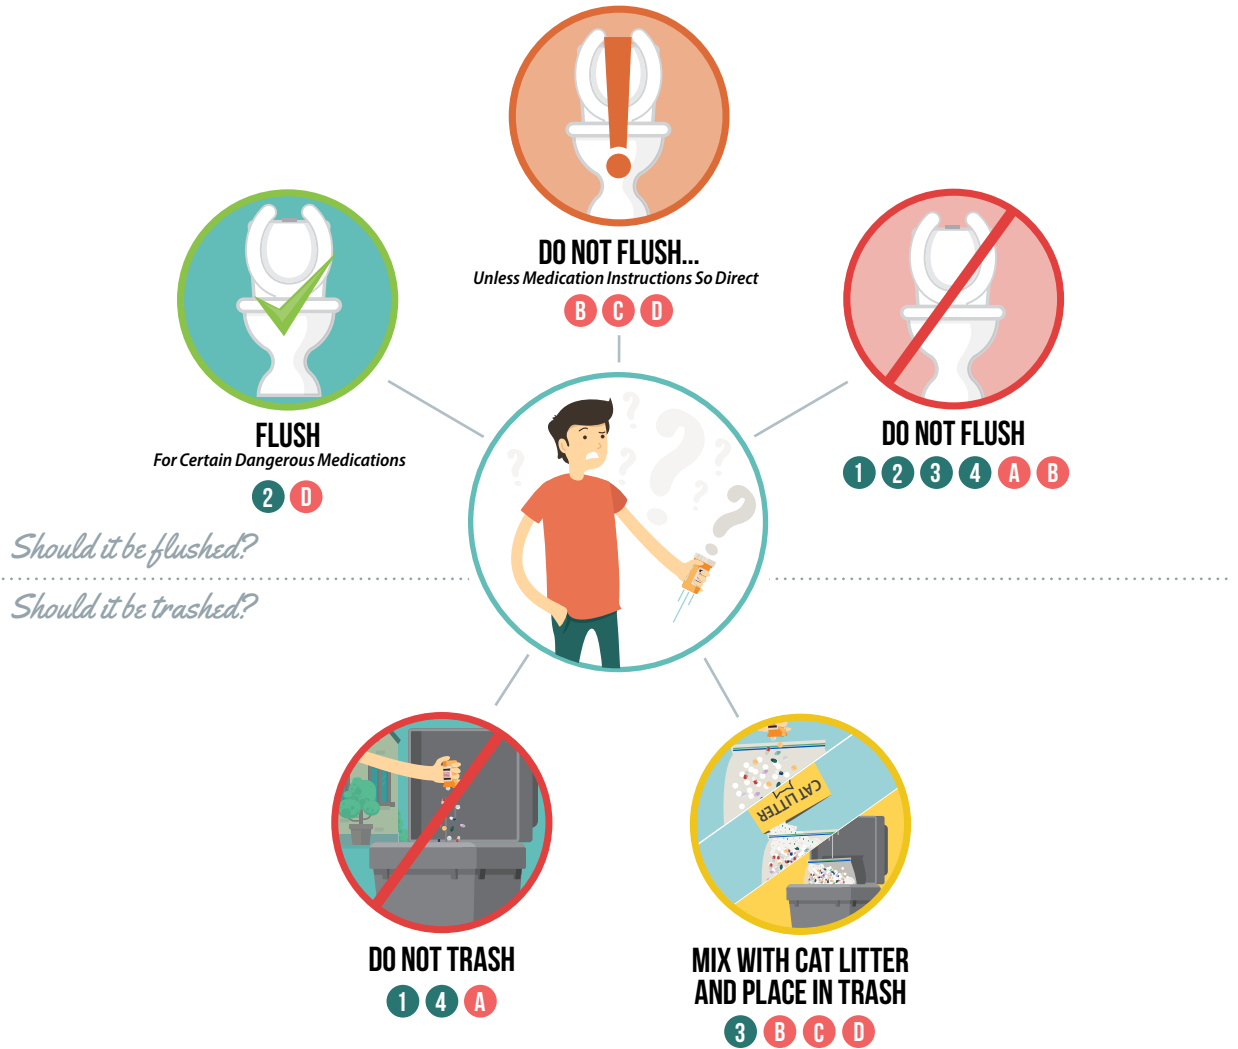 DO NOT FLUSH...
Unless Medication Instructions So Direct
B C D
FLUSH
For Certain Dangerous Medications
2 D
DO NOT FLUSH
1 2 3 4 A B
Should it be flushed?
Should it be trashed?
DO NOT TRASH
1 4 A
CAT LITTER
MIX WITH CAT LITTER
AND PLACE IN TRASH
3 B C D